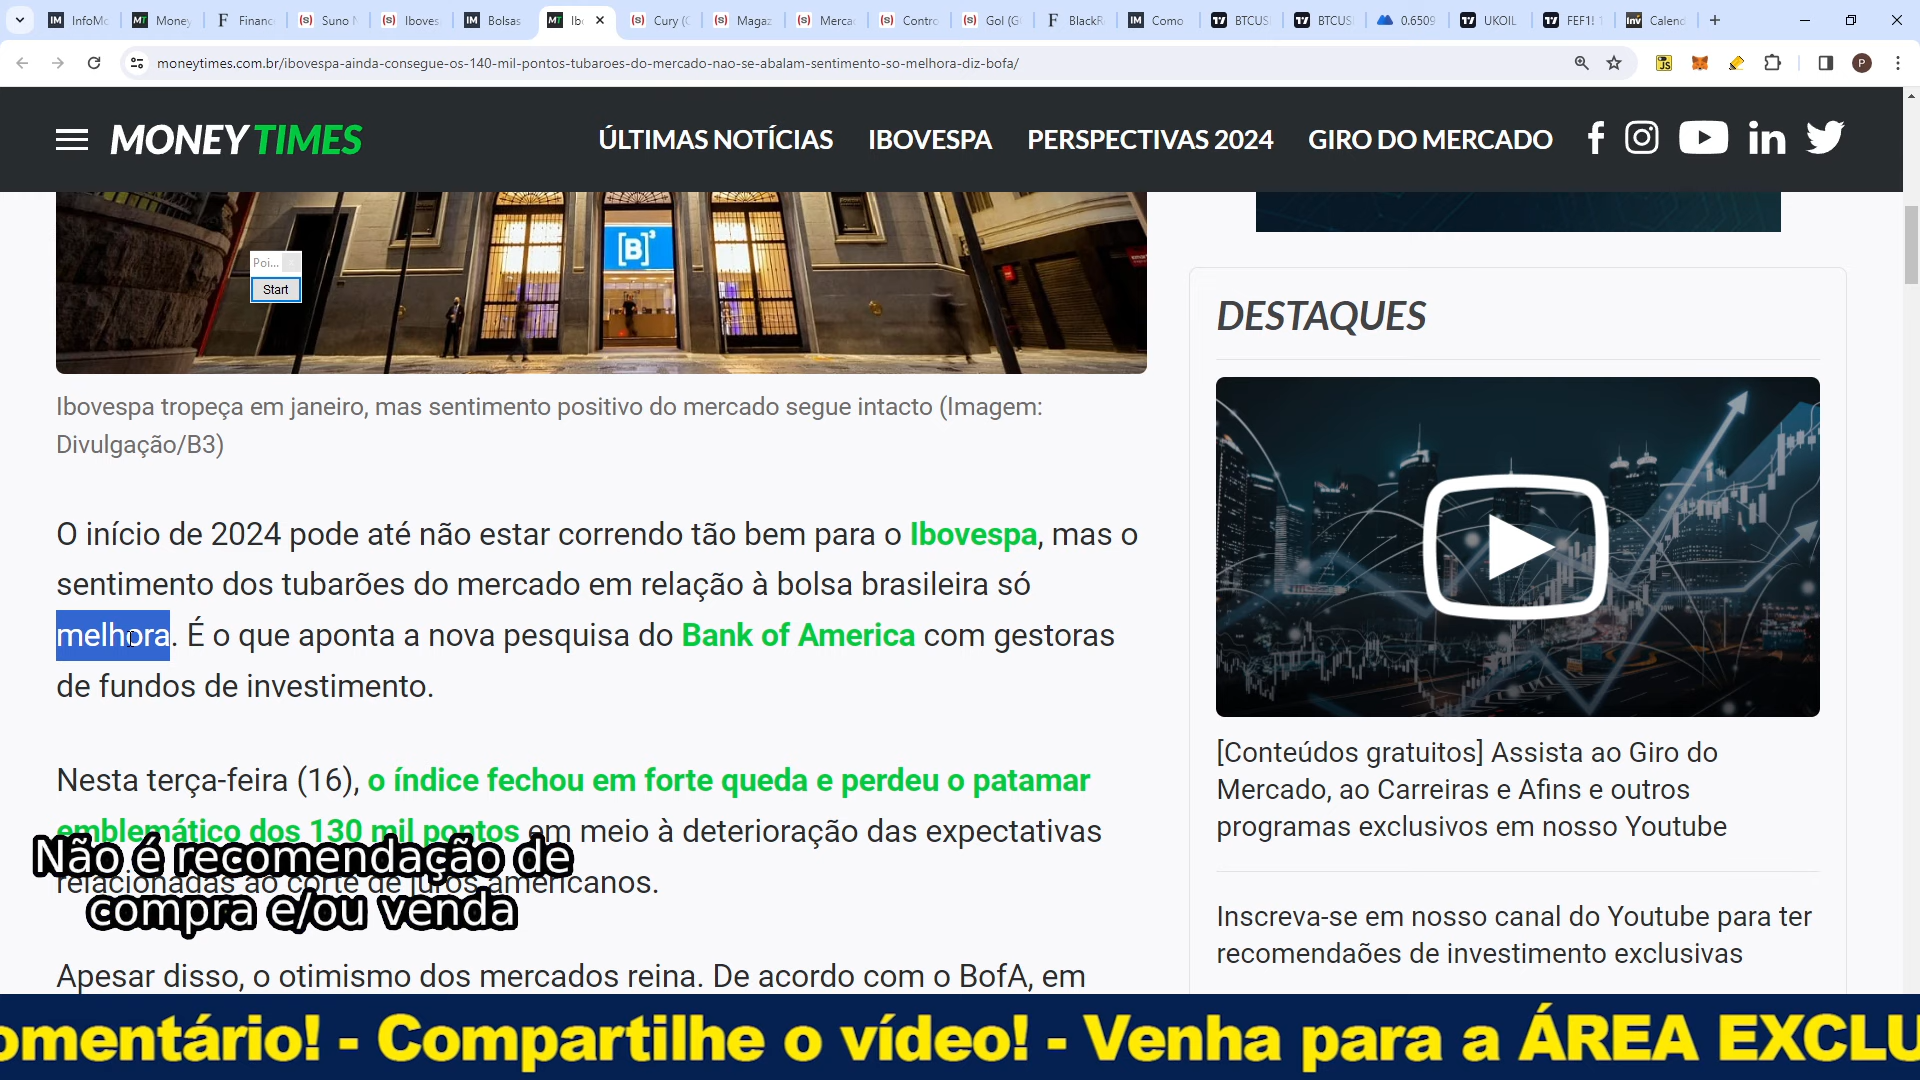 InfoMo
Money
Financ
Suno N
Ibovesp
Bolsas
Ib
Cury (C
Magaz
Merca
Contro
Gol (G
BlackR
Como
BTCUS
BTCUS
0.6509
UKOIL
FEF1! 1
Calend
moneytimes.com.br/ibovespa-ainda-consegue-os-140-mil-pontos-tubaroes-do-mercado-nao-se-abalam-sentimento-so-melhora-diz-bofa/
MONEY TIMES
ÚLTIMAS NOTÍCIAS
IBOVESPA
PERSPECTIVAS 2024
GIRO DO MERCADO
[B]³
Poi...
Start
Ibovespa tropeça em janeiro, mas sentimento positivo do mercado segue intacto (Imagem:
Divulgação/B3)
O início de 2024 pode até não estar correndo tão bem para o Ibovespa, mas o
sentimento dos tubarões do mercado em relação à bolsa brasileira só
melhora. É o que aponta a nova pesquisa do Bank of America com gestoras
de fundos de investimento.
Nesta terça-feira (16), o índice fechou em forte queda e perdeu o patamar
emblemático dos 130 mil pontos em meio à deterioração das expectativas
relacionadas ao corte de juros americanos.
Apesar disso, o otimismo dos mercados reina. De acordo com o BofA, em
DESTAQUES
[Conteúdos gratuitos] Assista ao Giro do
Mercado, ao Carreiras e Afins e outros
programas exclusivos em nosso Youtube
Inscreva-se em nosso canal do Youtube para ter
recomendaões de investimento exclusivas
Não é recomendação de
compra e/ou venda
omentário! - Compartilhe o vídeo! - Venha para a ÁREA EXCLU